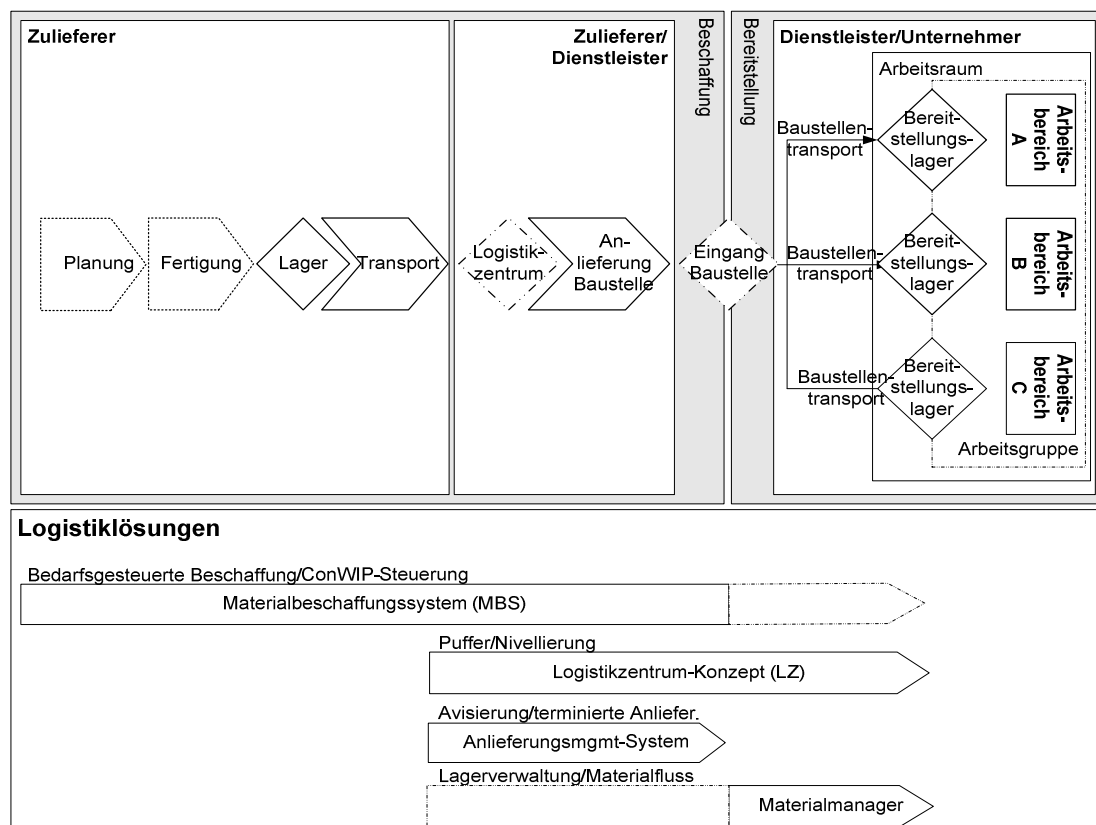 Zulieferer
Zulieferer/
Dienstleister
Beschaffung
Bereitstellung
Dienstleister/Unternehmer
Arbeitsraum
Planung
Fertigung
Lager
Transport
Logistik-
zentrum
An-
lieferung
Baustelle
Eingang
Baustelle
Baustellen-
transport
Bereit-
stellungs-
lager
Arbeits-
bereich
A
Baustellen-
transport
Bereit-
stellungs-
lager
Arbeits-
bereich
B
Baustellen-
transport
Bereit-
stellungs-
lager
Arbeits-
bereich
C
Arbeitsgruppe
Logistiklösungen
Bedarfsgesteuerte Beschaffung/ConWIP-Steuerung
Materialbeschaffungssystem (MBS)
Puffer/Nivellierung
Logistikzentrum-Konzept (LZ)
Avisierung/terminierte Anliefer.
Anlieferungsmgmt-System
Lagerverwaltung/Materialfluss
Materialmanager